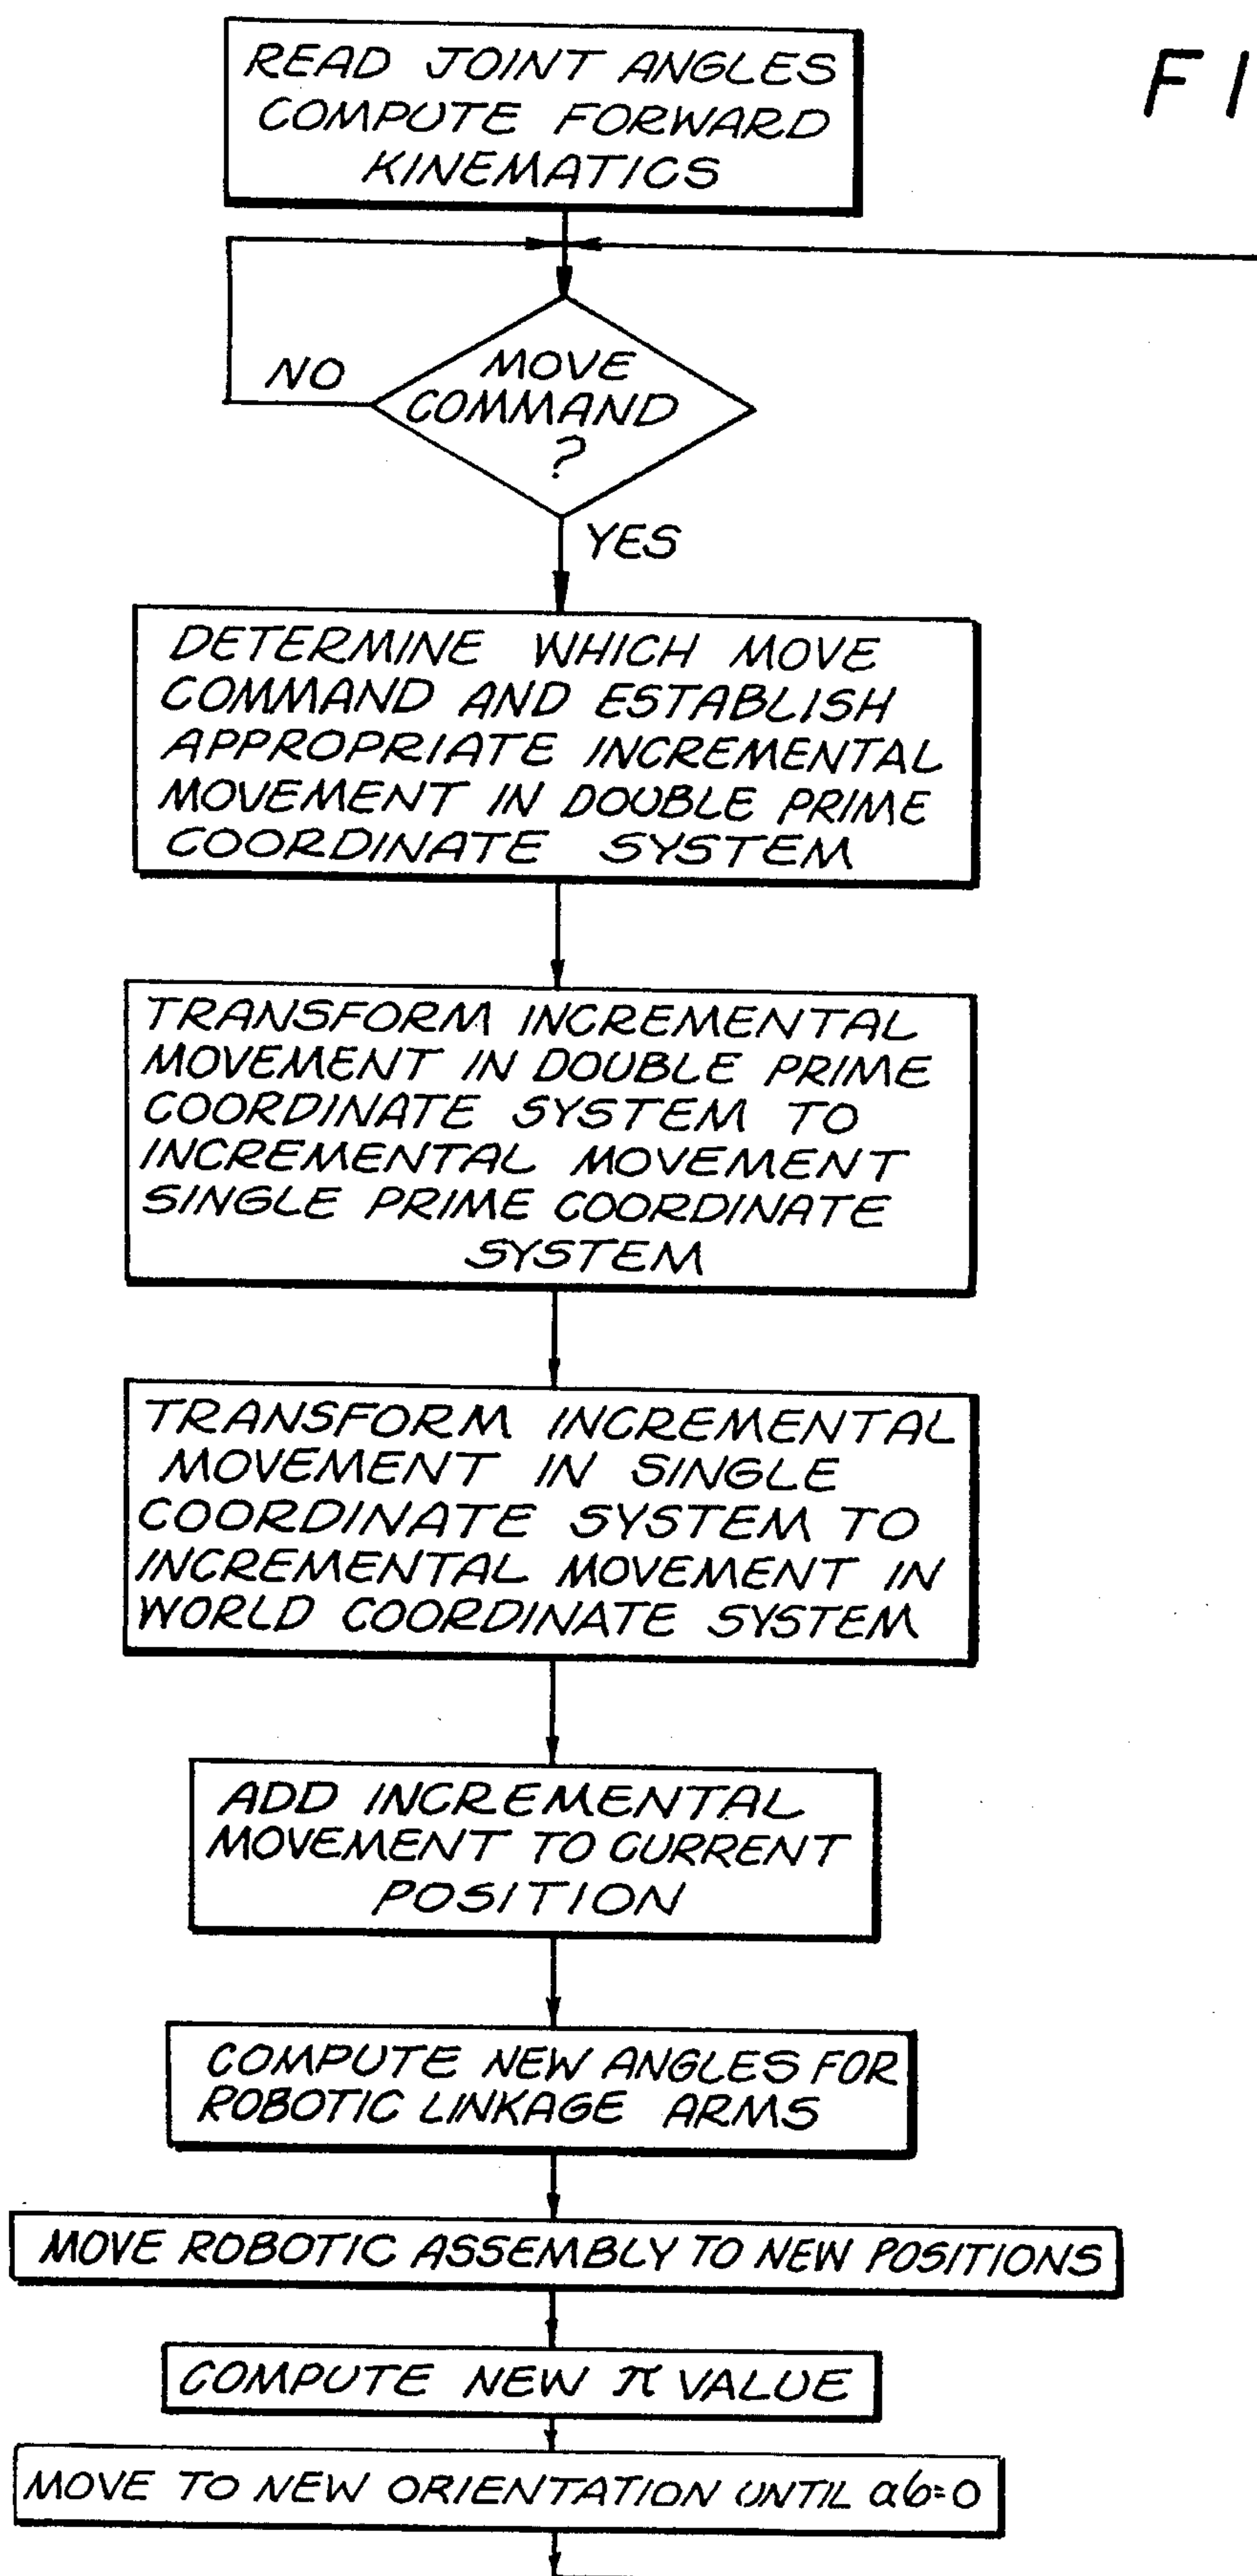 FI
READ JOINT ANGLES
COMPUTE FORWARD
KINEMATICS
NO
MOVE
COMMAND
?
YES
DETERMINE WHICH MOVE
COMMAND AND ESTABLISH
APPROPRIATE INCREMENTAL
MOVEMENT IN DOUBLE PRIME
COORDINATE SYSTEM
TRANSFORM INCREMENTAL
MOVEMENT IN DOUBLE PRIME
COORDINATE SYSTEM TO
INCREMENTAL MOVEMENT
SINGLE PRIME COORDINATE
SYSTEM
TRANSFORM INCREMENTAL
MOVEMENT IN SINGLE
COORDINATE SYSTEM TO
INCREMENTAL MOVEMENT IN
WORLD COORDINATE SYSTEM
ADD INCREMENTAL
MOVEMENT TO CURRENT
POSITION
COMPUTE NEW ANGLES FOR
ROBOTIC LINKAGE ARMS
MOVE ROBOTIC ASSEMBLY TO NEW POSITIONS
COMPUTE NEW π VALUE
MOVE TO NEW ORIENTATION UNTIL α6=0